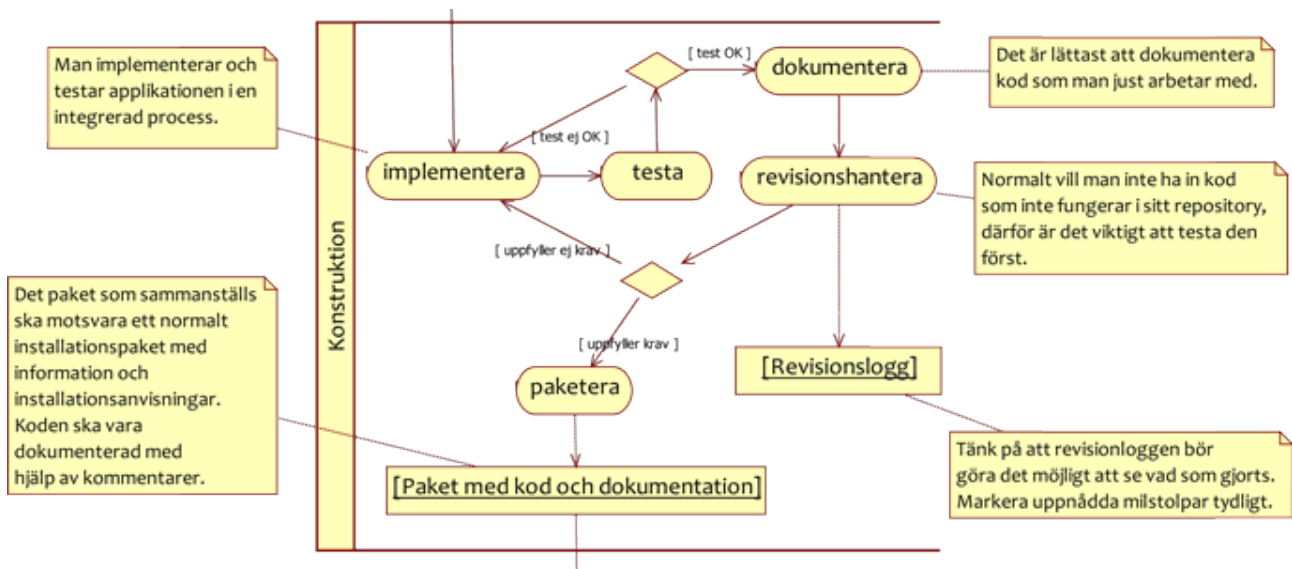 Man implementerar och
testar applikationen i en
integrerad process.
[ test OK ]
dokumentera
Det är lättast att dokumentera
kod som man just arbetar med.
[ test ej OK ]
implementera
testa
revisionshantera
Normalt vill man inte ha in kod
som inte fungerar i sitt repository,
därför är det viktigt att testa den
först.
Konstruktion
[ uppfyller ej krav ]
Det paket som sammanställs
ska motsvara ett normalt
installationspaket med
information och
installationsanvisningar.
Koden ska vara
dokumenterad med
hjälp av kommentarer.
[ uppfyller krav ]
paketera
[Revisionslogg]
[Paket med kod och dokumentation]
Tänk på att revisionloggen bör
göra det möjligt att se vad som gjorts.
Markera uppnådda milstolpar tydligt.